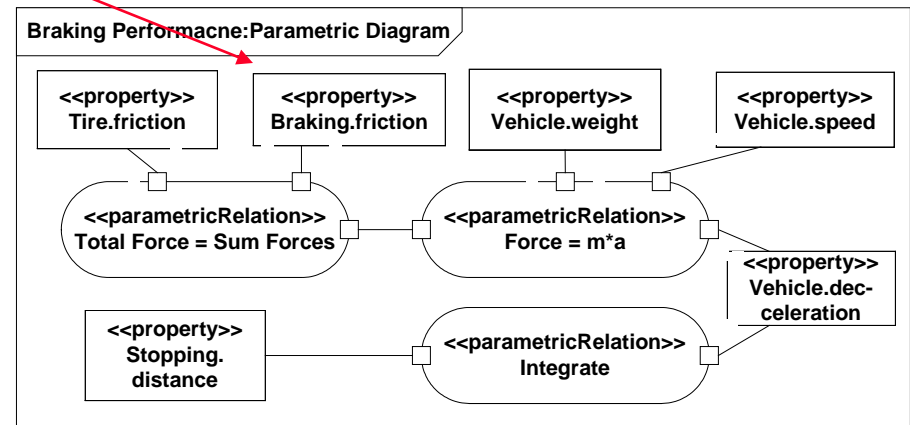 Braking Performacne:Parametric Diagram
<<property>>
Tire.friction
<<property>>
Braking.friction
<<property>>
Vehicle.weight
<<property>>
Vehicle.speed
<<parametricRelation>>
Total Force = Sum Forces
<<parametricRelation>>
Force = m*a
<<property>>
Vehicle.dec-
cceleration
<<property>>
Stopping.
distance
<<parametricRelation>>
Integrate